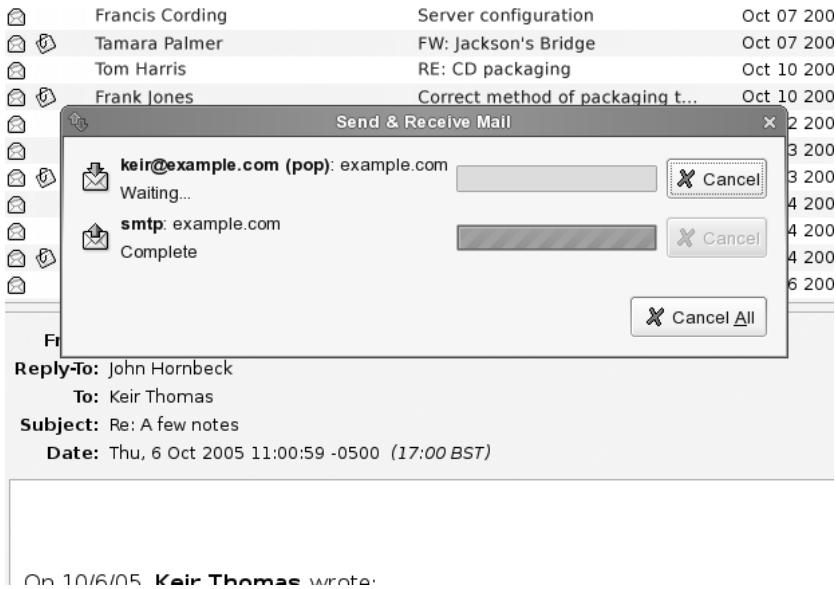 Francis Cording Server configuration Oct 07 200
Tamara Palmer FW: Jackson's Bridge Oct 07 200
Tom Harris RE: CD packaging Oct 10 200
Frank Jones Correct method of packaging t... Oct 10 200
Send & Receive Mail
2 200
3 200
keir@example.com (pop): example.com
Waiting...
Cancel
3 200
4 200
smtp: example.com
Complete
Cancel
4 200
4 200
6 200
Cancel All
Fr
Reply-To: John Hornbeck
To: Keir Thomas
Subject: Re: A few notes
Date: Thu, 6 Oct 2005 11:00:59 -0500 (17:00 BST)
On 10/6/05, Keir Thomas wrote: